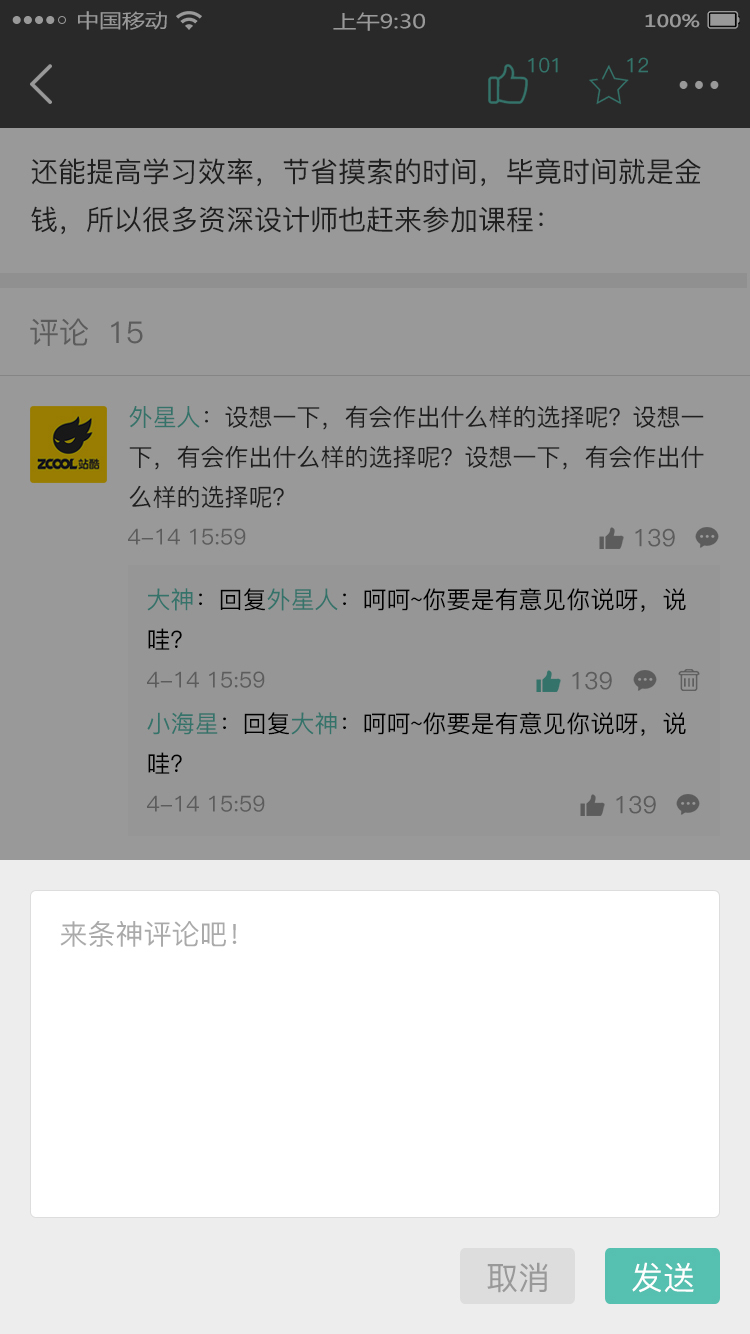 中国移动 上午9:30 100%
101 12
还能提高学习效率，节省摸索的时间，毕竟时间就是金
钱，所以很多资深设计师也赶来参加课程：
评论 15
外星人：设想一下，有会作出什么样的选择呢？设想一
下，有会作出什么样的选择呢？设想一下，有会作出什
么样的选择呢？
ZCOOL站酷
4-14 15:59 139
大神：回复外星人：呵呵~你要是有意见你说呀，说
哇？
4-14 15:59 139
小海星：回复大神：呵呵~你要是有意见你说呀，说
哇？
4-14 15:59 139
来条神评论吧！
取消 发送